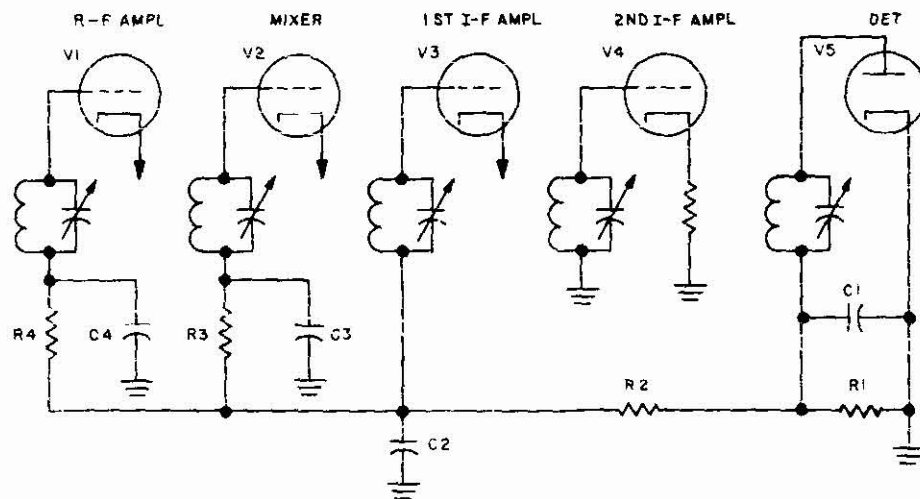 R-F AMPL
MIXER
1ST I-F AMPL
2ND I-F AMPL
DET
V1
V2
V3
V4
V5
R4
C4
R3
C3
C1
R2
R1
C2